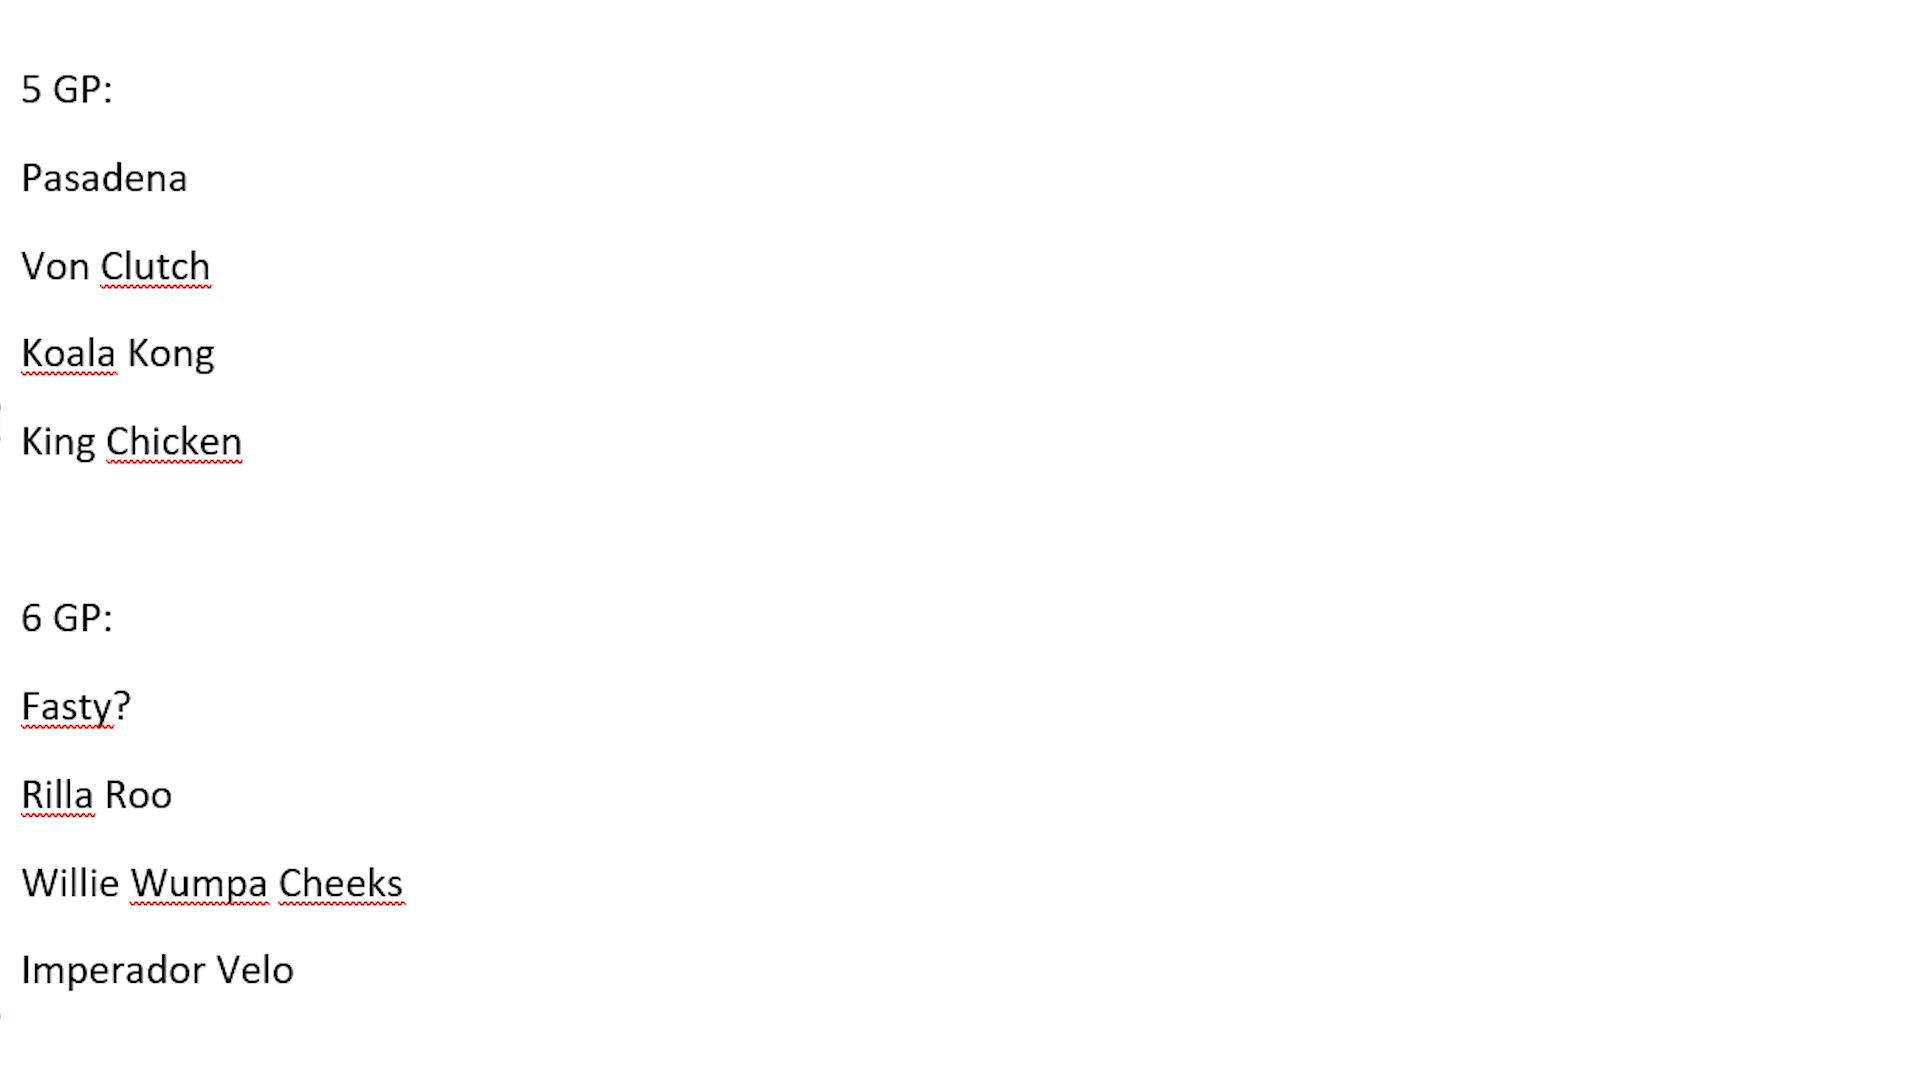 5 GP:
Pasadena
Von Clutch
Koala Kong
King Chicken
6 GP:
Fasty?
Rilla Roo
Willie Wumpa Cheeks
Imperador Velo